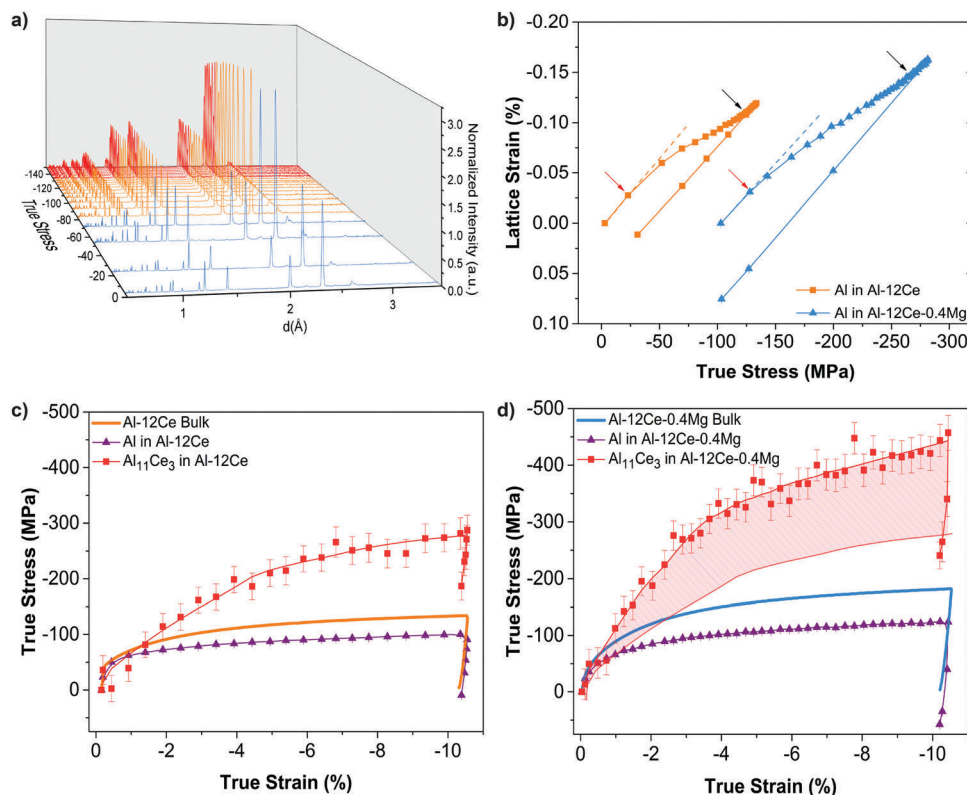 a)
3.0
2.5
2.0
1.5
1.0
0.5
0.0
Normalized Intensity (a.u.)
-140
-120
-100
-80
-60
-40
-20
0
True Stress
1
2
3
d(Å)
b)
-0.20
-0.15
-0.10
-0.05
0.00
0.05
0.10
Lattice Strain (%)
Al in Al-12Ce
Al in Al-12Ce-0.4Mg
0
-50
-100
-150
-200
-250
-300
True Stress (MPa)
c)
-500
-400
-300
-200
-100
0
True Stress (MPa)
Al-12Ce Bulk
Al in Al-12Ce
Al₁₁Ce₃ in Al-12Ce
0
-2
-4
-6
-8
-10
True Strain (%)
d)
-500
-400
-300
-200
-100
0
True Stress (MPa)
Al-12Ce-0.4Mg Bulk
Al in Al-12Ce-0.4Mg
Al₁₁Ce₃ in Al-12Ce-0.4Mg
0
-2
-4
-6
-8
-10
True Strain (%)